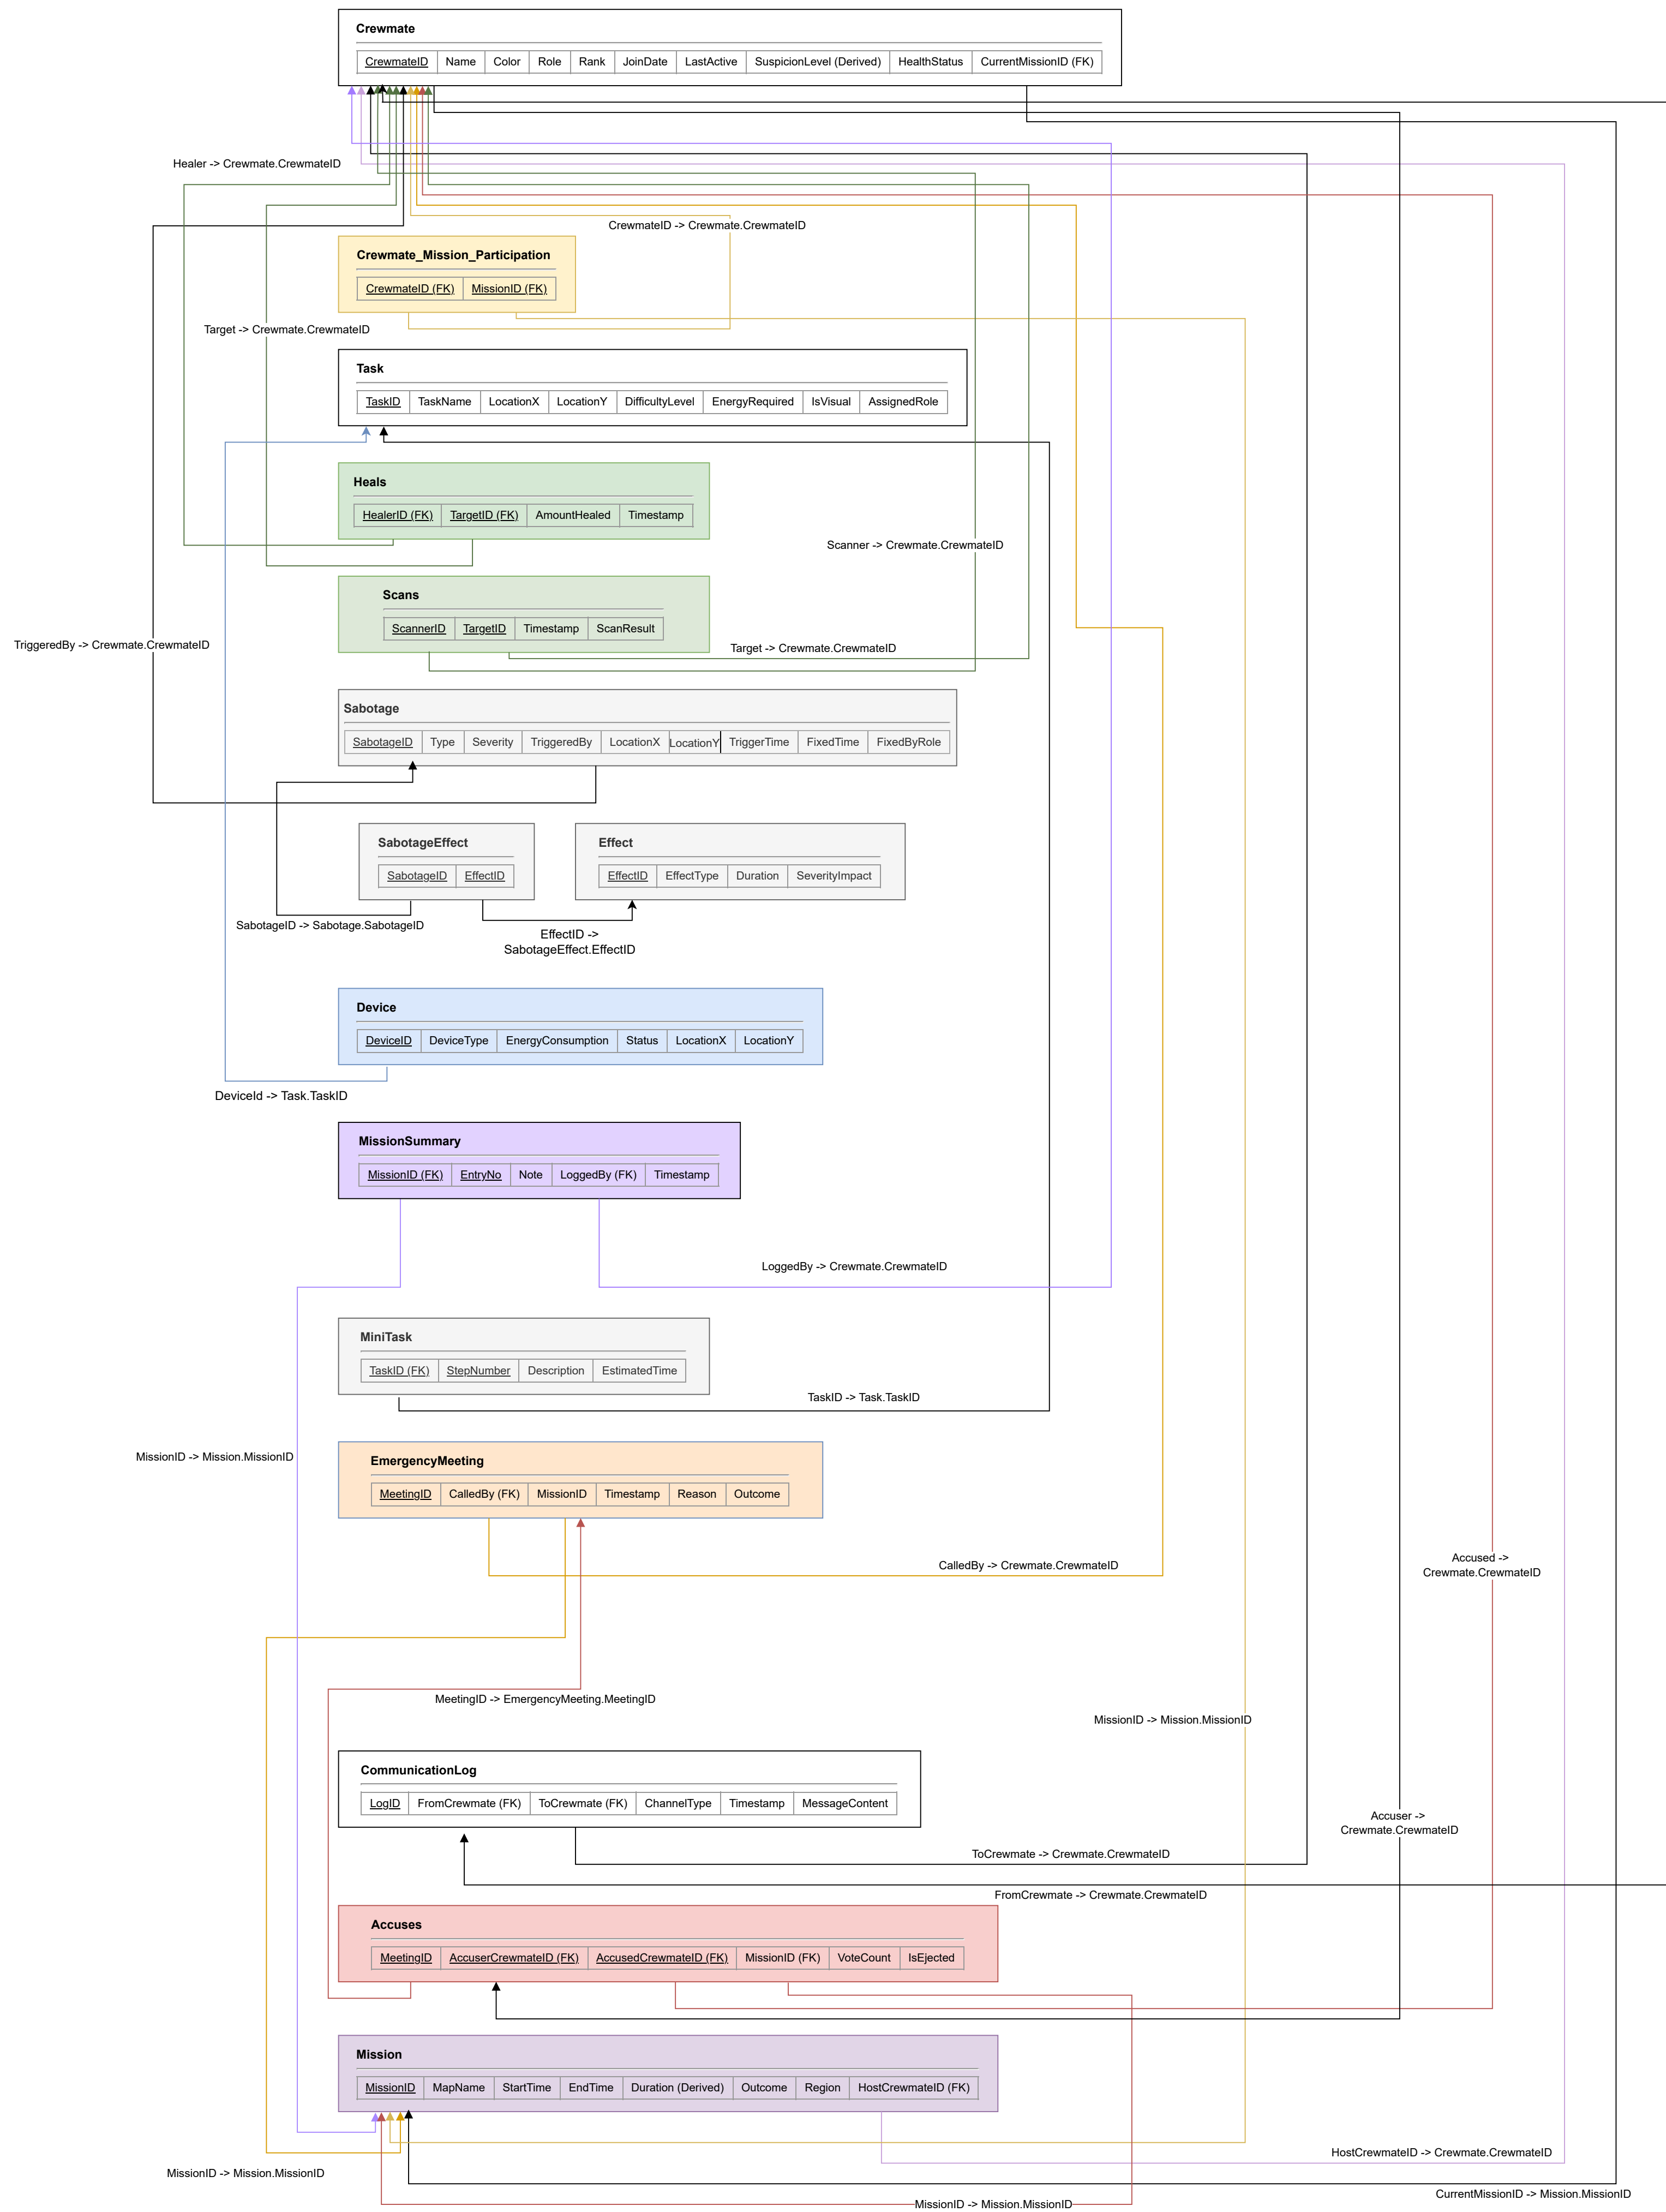 Crewmate
CrewmateID Name Color Role Rank JoinDate LastActive SuspicionLevel (Derived) HealthStatus CurrentMissionID (FK)
Healer -> Crewmate.CrewmateID
CrewmateID -> Crewmate.CrewmateID
Crewmate_Mission_Participation
CrewmateID (FK) MissionID (FK)
Target -> Crewmate.CrewmateID
Task
TaskID TaskName LocationX LocationY DifficultyLevel EnergyRequired IsVisual AssignedRole
Heals
HealerID (FK) TargetID (FK) AmountHealed Timestamp
Scanner -> Crewmate.CrewmateID
Scans
ScannerID TargetID Timestamp ScanResult
TriggeredBy -> Crewmate.CrewmateID
Target -> Crewmate.CrewmateID
Sabotage
SabotageID Type Severity TriggeredBy LocationX LocationY TriggerTime FixedTime FixedByRole
SabotageEffect
SabotageID EffectID
Effect
EffectID EffectType Duration SeverityImpact
SabotageID -> Sabotage.SabotageID
EffectID ->
SabotageEffect.EffectID
Device
DeviceID DeviceType EnergyConsumption Status LocationX LocationY
DeviceId -> Task.TaskID
MissionSummary
MissionID (FK) EntryNo Note LoggedBy (FK) Timestamp
LoggedBy -> Crewmate.CrewmateID
MiniTask
TaskID (FK) StepNumber Description EstimatedTime
TaskID -> Task.TaskID
MissionID -> Mission.MissionID
EmergencyMeeting
MeetingID CalledBy (FK) MissionID Timestamp Reason Outcome
CalledBy -> Crewmate.CrewmateID
Accused ->
Crewmate.CrewmateID
MeetingID -> EmergencyMeeting.MeetingID
MissionID -> Mission.MissionID
CommunicationLog
LogID FromCrewmate (FK) ToCrewmate (FK) ChannelType Timestamp MessageContent
Accuser ->
Crewmate.CrewmateID
ToCrewmate -> Crewmate.CrewmateID
FromCrewmate -> Crewmate.CrewmateID
Accuses
MeetingID AccuserCrewmateID (FK) AccusedCrewmateID (FK) MissionID (FK) VoteCount IsEjected
Mission
MissionID MapName StartTime EndTime Duration (Derived) Outcome Region HostCrewmateID (FK)
HostCrewmateID -> Crewmate.CrewmateID
MissionID -> Mission.MissionID
CurrentMissionID -> Mission.MissionID
MissionID -> Mission.MissionID